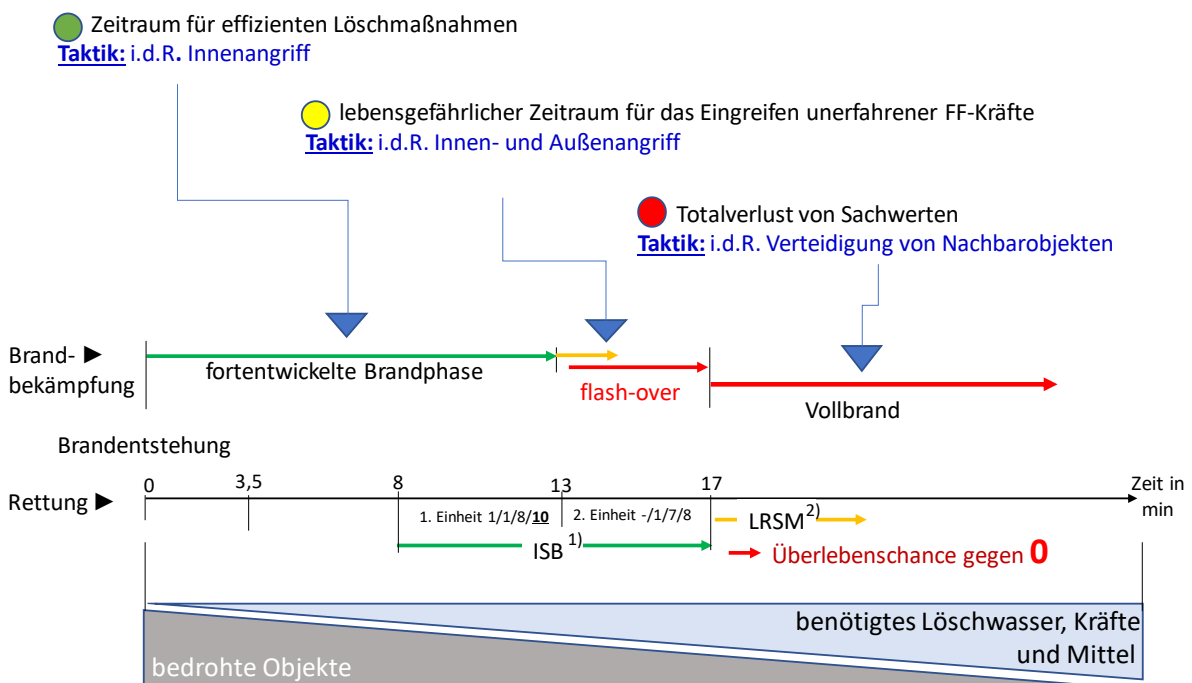 Zeitraum für effizienten Löschmaßnahmen
Taktik: i.d.R. Innenangriff
lebensgefährlicher Zeitraum für das Eingreifen unerfahrener FF-Kräfte
Taktik: i.d.R. Innen- und Außenangriff
Totalverlust von Sachwerten
Taktik: i.d.R. Verteidigung von Nachbarobjekten
Brand- ►
bekämpfung
fortentwickelte Brandphase
flash-over
Vollbrand
Brandentstehung
Rettung ►
0 3,5 8 13 17
Zeit in
min
1. Einheit 1/1/8/10 2. Einheit -/1/7/8
LRSM 2)
ISB 1)
Überlebenschance gegen 0
benötigtes Löschwasser, Kräfte
und Mittel
bedrohte Objekte